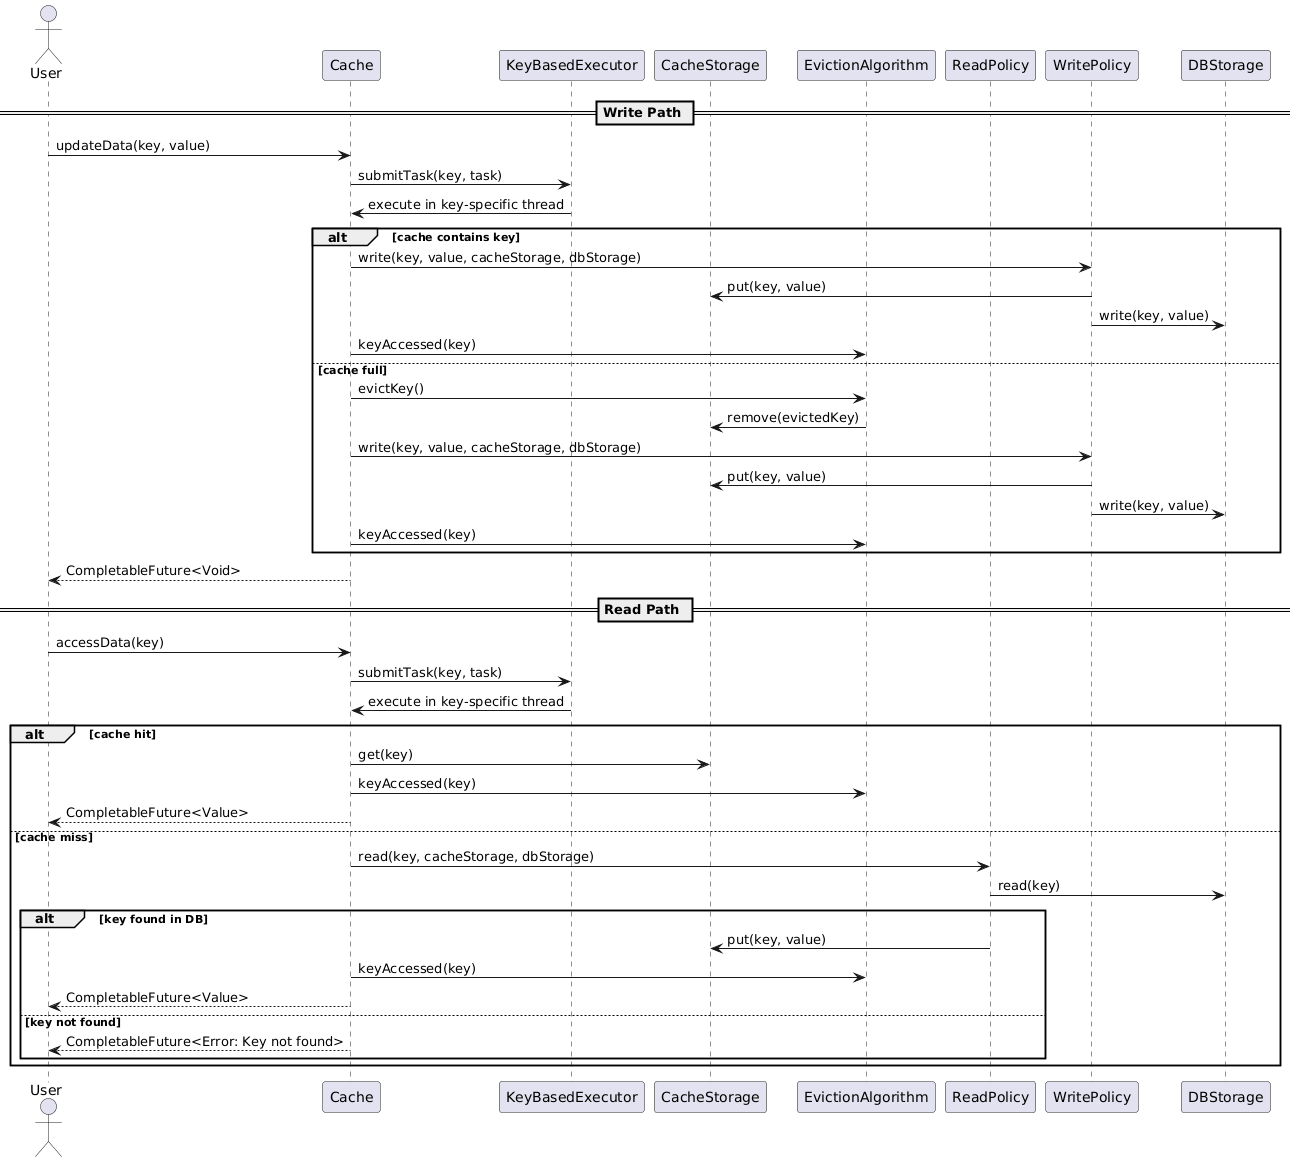 User
Cache
KeyBasedExecutor
CacheStorage
EvictionAlgorithm
ReadPolicy
WritePolicy
DBStorage
Write Path
updateData(key, value)
submitTask(key, task)
execute in key-specific thread
alt
[cache contains key]
write(key, value, cacheStorage, dbStorage)
put(key, value)
write(key, value)
keyAccessed(key)
[cache full]
evictKey()
remove(evictedKey)
write(key, value, cacheStorage, dbStorage)
put(key, value)
write(key, value)
keyAccessed(key)
CompletableFuture<Void>
Read Path
accessData(key)
submitTask(key, task)
execute in key-specific thread
alt
[cache hit]
get(key)
keyAccessed(key)
CompletableFuture<Value>
[cache miss]
read(key, cacheStorage, dbStorage)
read(key)
alt
[key found in DB]
put(key, value)
keyAccessed(key)
CompletableFuture<Value>
[key not found]
CompletableFuture<Error: Key not found>
User
Cache
KeyBasedExecutor
CacheStorage
EvictionAlgorithm
ReadPolicy
WritePolicy
DBStorage